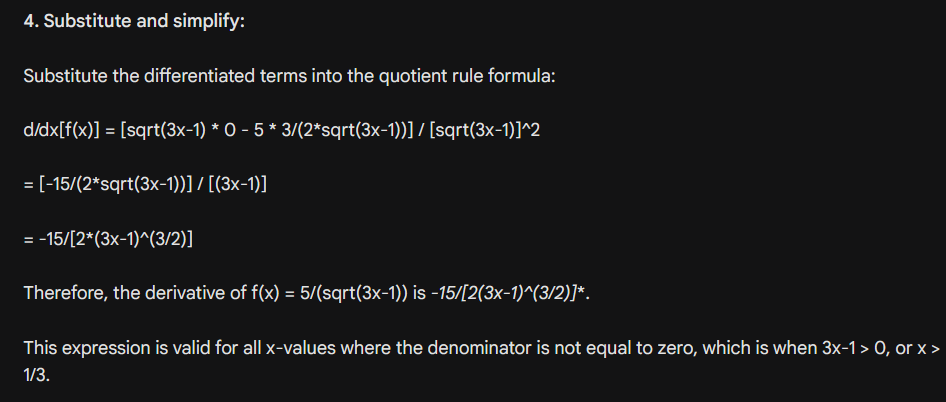 4. Substitute and simplify:
Substitute the differentiated terms into the quotient rule formula:
d/dx[f(x)] = [sqrt(3x-1) * 0 - 5 * 3/(2*sqrt(3x-1))] / [sqrt(3x-1)]^2
= [-15/(2*sqrt(3x-1))] / [(3x-1)]
= -15/[2*(3x-1)^(3/2)]
Therefore, the derivative of f(x) = 5/(sqrt(3x-1)) is -15/[2(3x-1)^(3/2)]*.
This expression is valid for all x-values where the denominator is not equal to zero, which is when 3x-1 > 0, or x >
1/3.